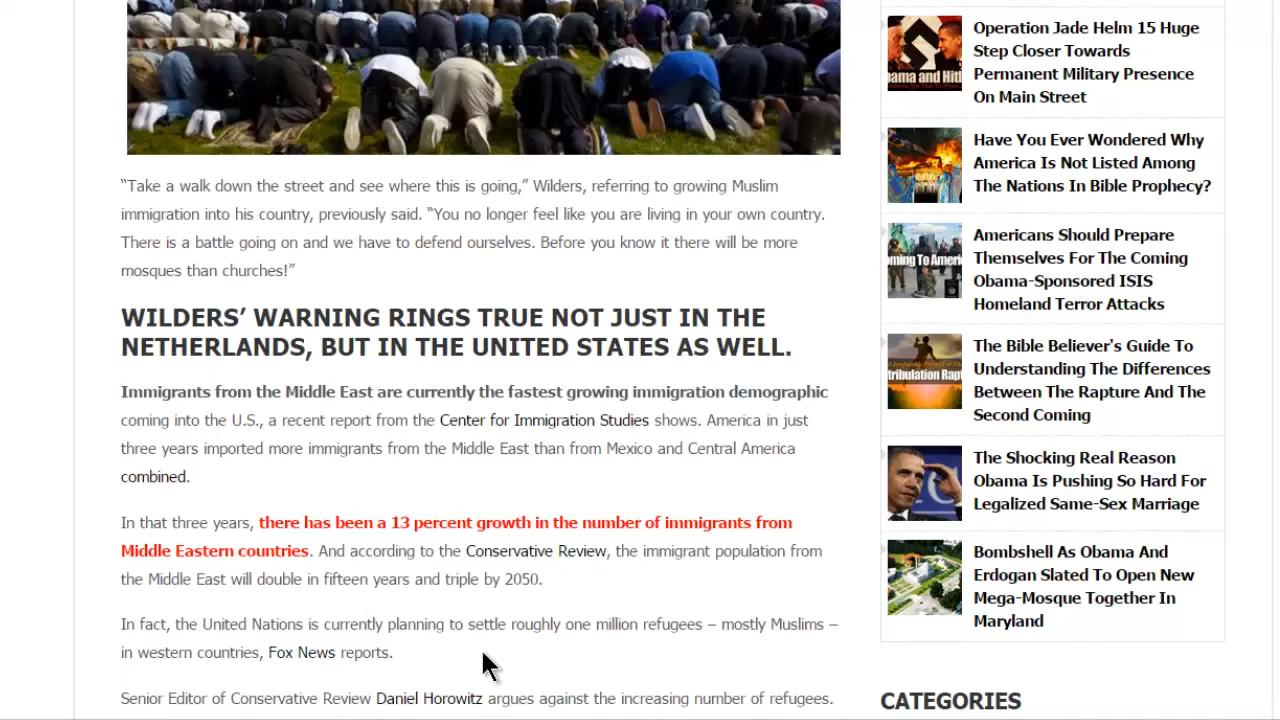 “Take a walk down the street and see where this is going,” Wilders, referring to growing Muslim
immigration into his country, previously said. “You no longer feel like you are living in your own country.
There is a battle going on and we have to defend ourselves. Before you know it there will be more
mosques than churches!”
WILDERS’ WARNING RINGS TRUE NOT JUST IN THE
NETHERLANDS, BUT IN THE UNITED STATES AS WELL.
Immigrants from the Middle East are currently the fastest growing immigration demographic
coming into the U.S., a recent report from the Center for Immigration Studies shows. America in just
three years imported more immigrants from the Middle East than from Mexico and Central America
combined.
In that three years, there has been a 13 percent growth in the number of immigrants from
Middle Eastern countries. And according to the Conservative Review, the immigrant population from
the Middle East will double in fifteen years and triple by 2050.
In fact, the United Nations is currently planning to settle roughly one million refugees – mostly Muslims –
in western countries, Fox News reports.
Senior Editor of Conservative Review Daniel Horowitz argues against the increasing number of refugees.
Operation Jade Helm 15 Huge
Step Closer Towards
Permanent Military Presence
On Main Street
Have You Ever Wondered Why
America Is Not Listed Among
The Nations In Bible Prophecy?
Americans Should Prepare
Themselves For The Coming
Obama-Sponsored ISIS
Homeland Terror Attacks
The Bible Believer's Guide To
Understanding The Differences
Between The Rapture And The
Second Coming
The Shocking Real Reason
Obama Is Pushing So Hard For
Legalized Same-Sex Marriage
Bombshell As Obama And
Erdogan Slated To Open New
Mega-Mosque Together In
Maryland
CATEGORIES